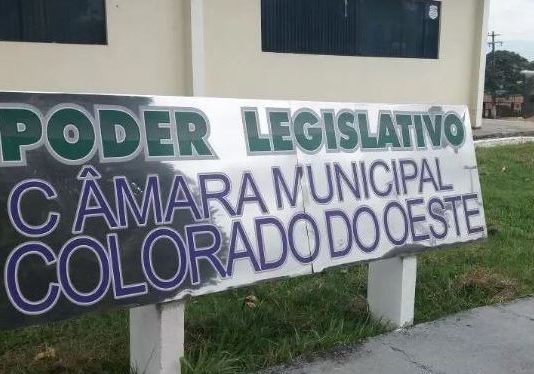 PODER LEGISLATIVO
CÂMARA MUNICIPAL
COLORADO DO OESTE